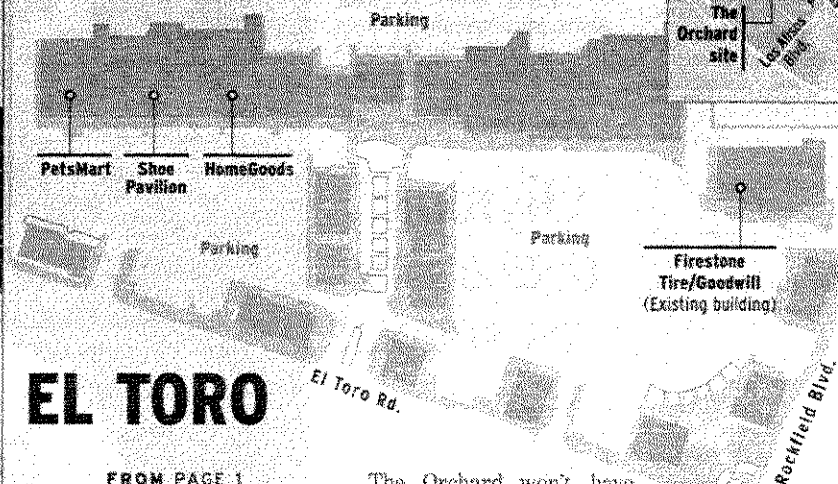 Parking
The
Orchard
site
Los Alisos
Blvd.
PetsMart
Shoe
Pavilion
HomeGoods
Parking
Parking
Firestone
Tire/Goodwill
(Existing building)
El Toro Rd.
Rockfield Blvd.
EL TORO
FROM PAGE 1
The Orchard won't have